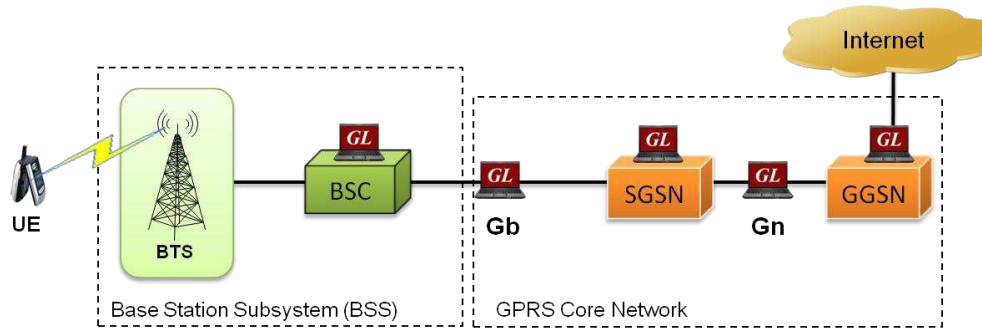 Internet
GL
GL
GL
GL
GL
UE
BTS
BSC
Gb
SGSN
Gn
GGSN
Base Station Subsystem (BSS)
GPRS Core Network